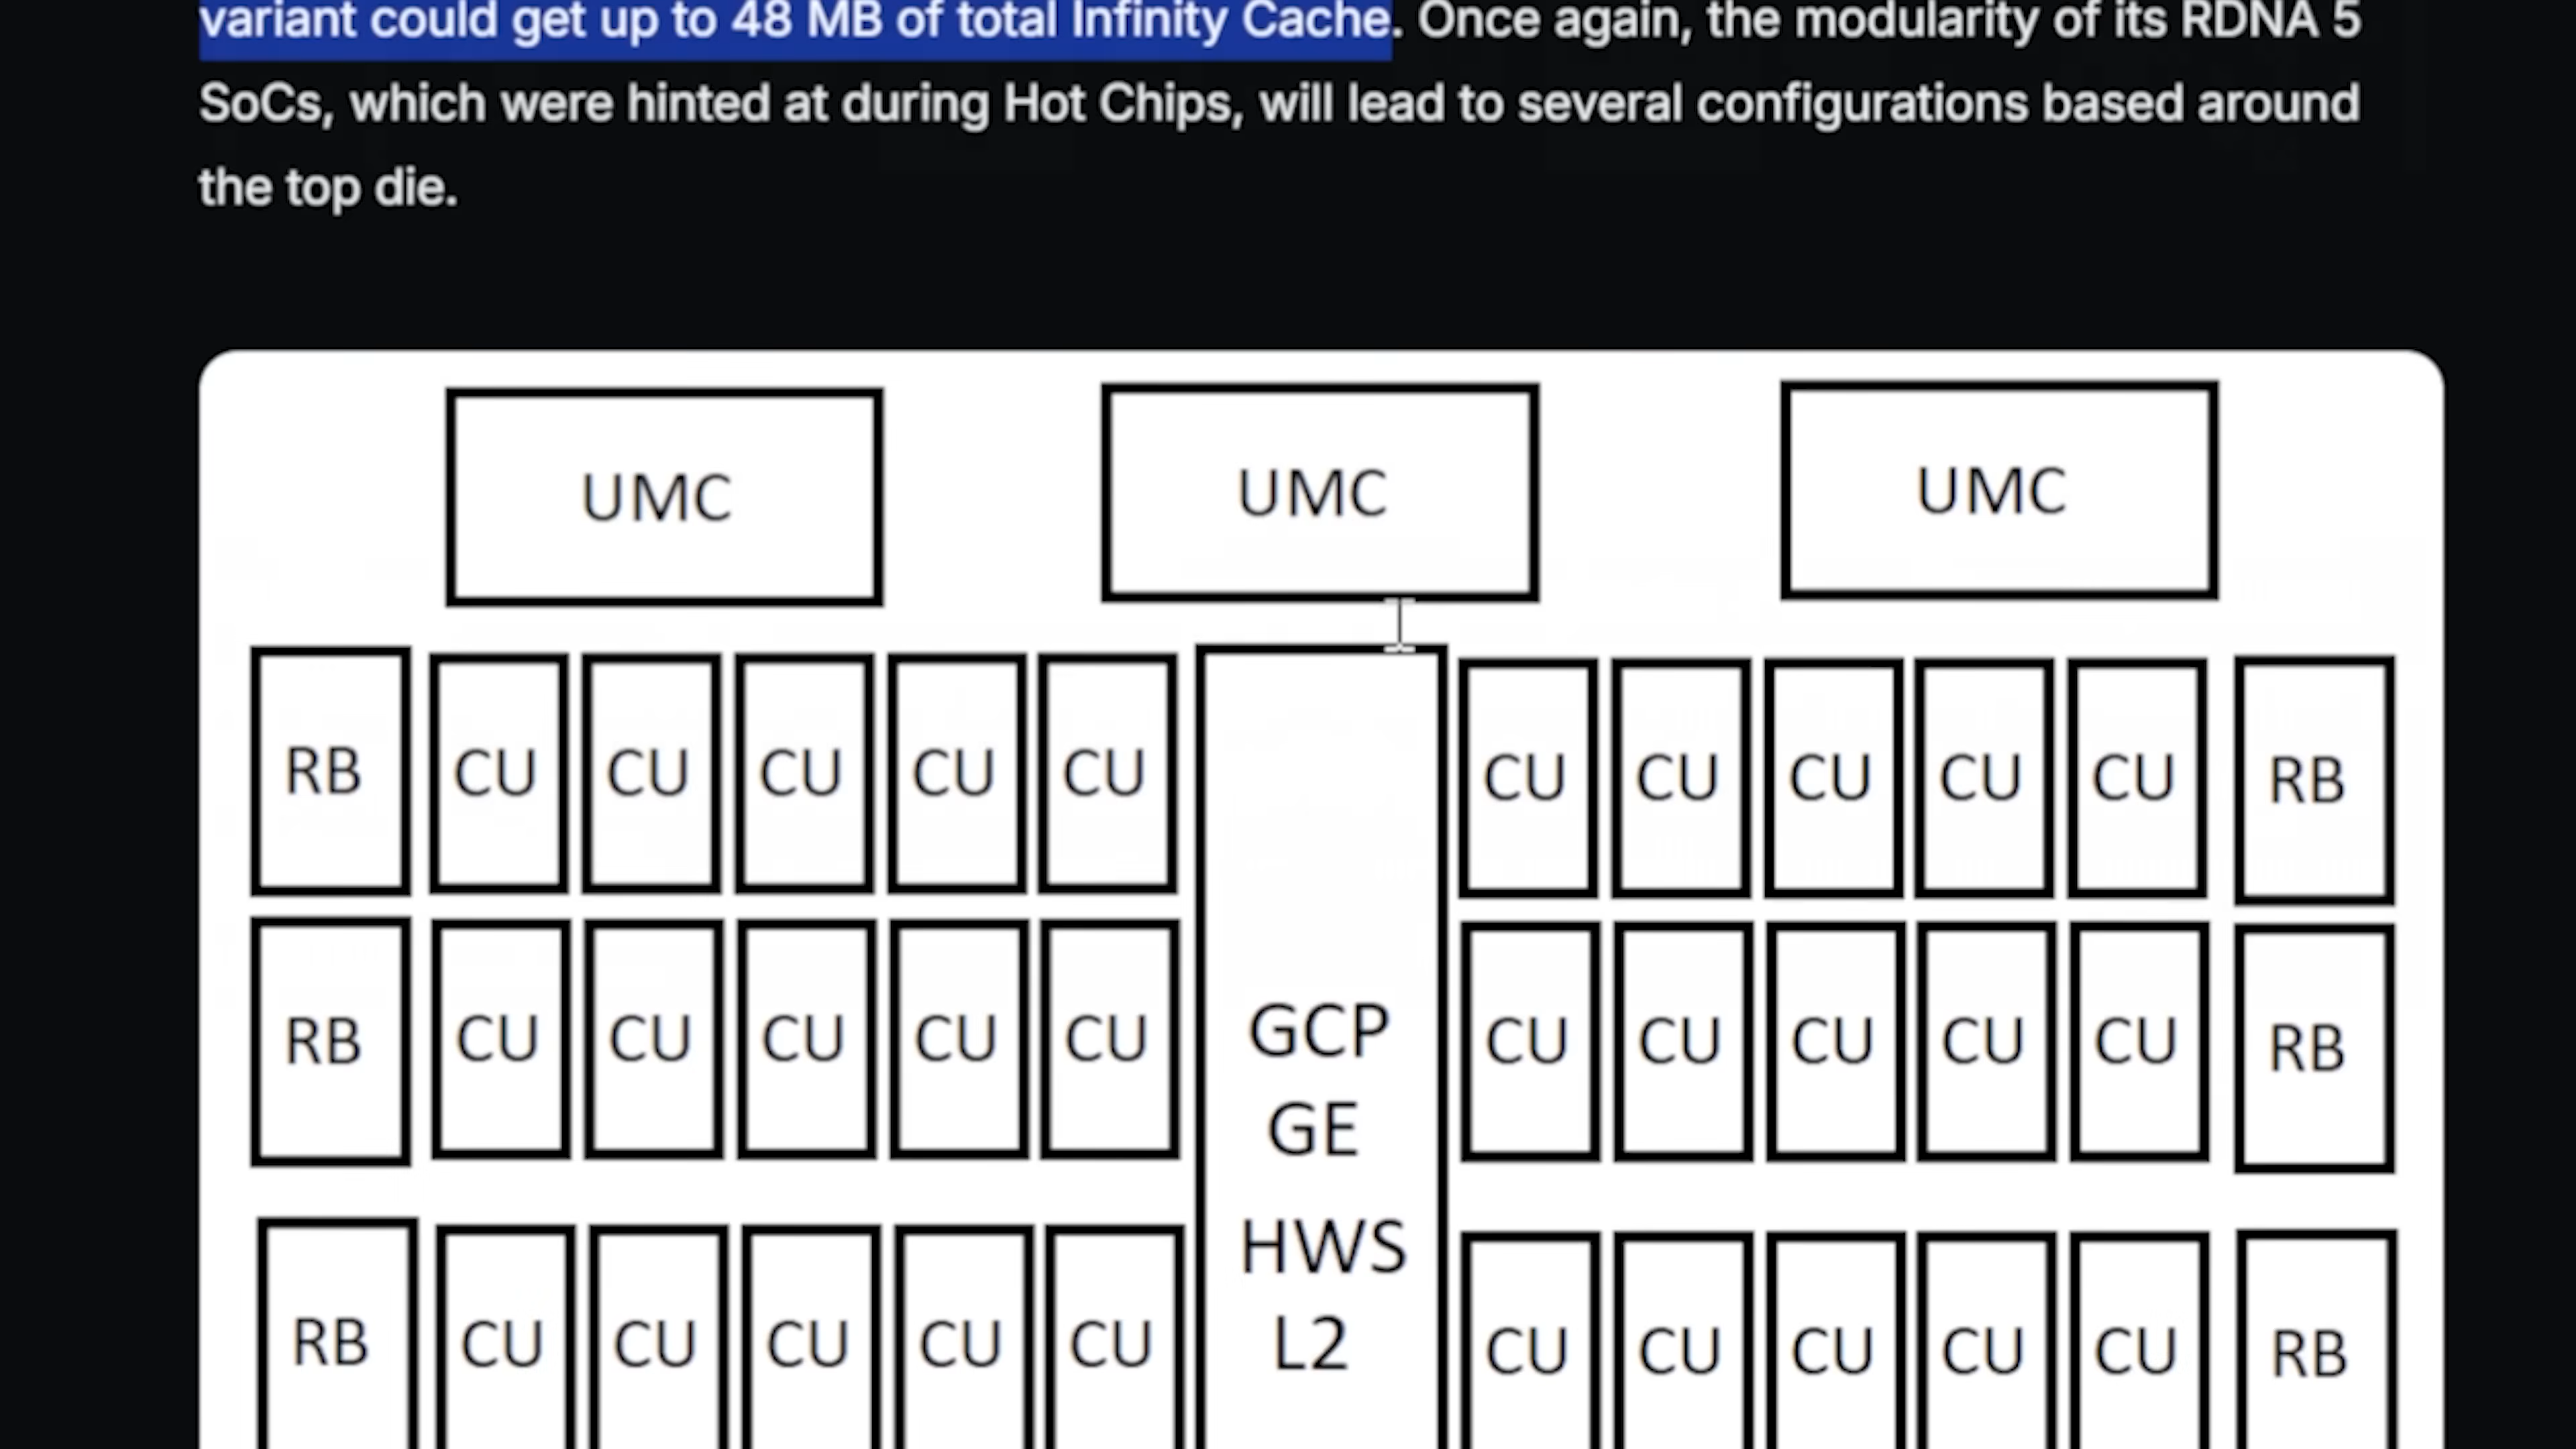 variant could get up to 48 MB of total Infinity Cache. Once again, the modularity of its RDNA 5
SoCs, which were hinted at during Hot Chips, will lead to several configurations based around
the top die.
UMC UMC UMC
RB CU CU CU CU CU CU CU CU CU CU RB
RB CU CU CU CU CU GCP CU CU CU CU CU RB
GE
HWS
RB CU CU CU CU CU L2 CU CU CU CU CU RB